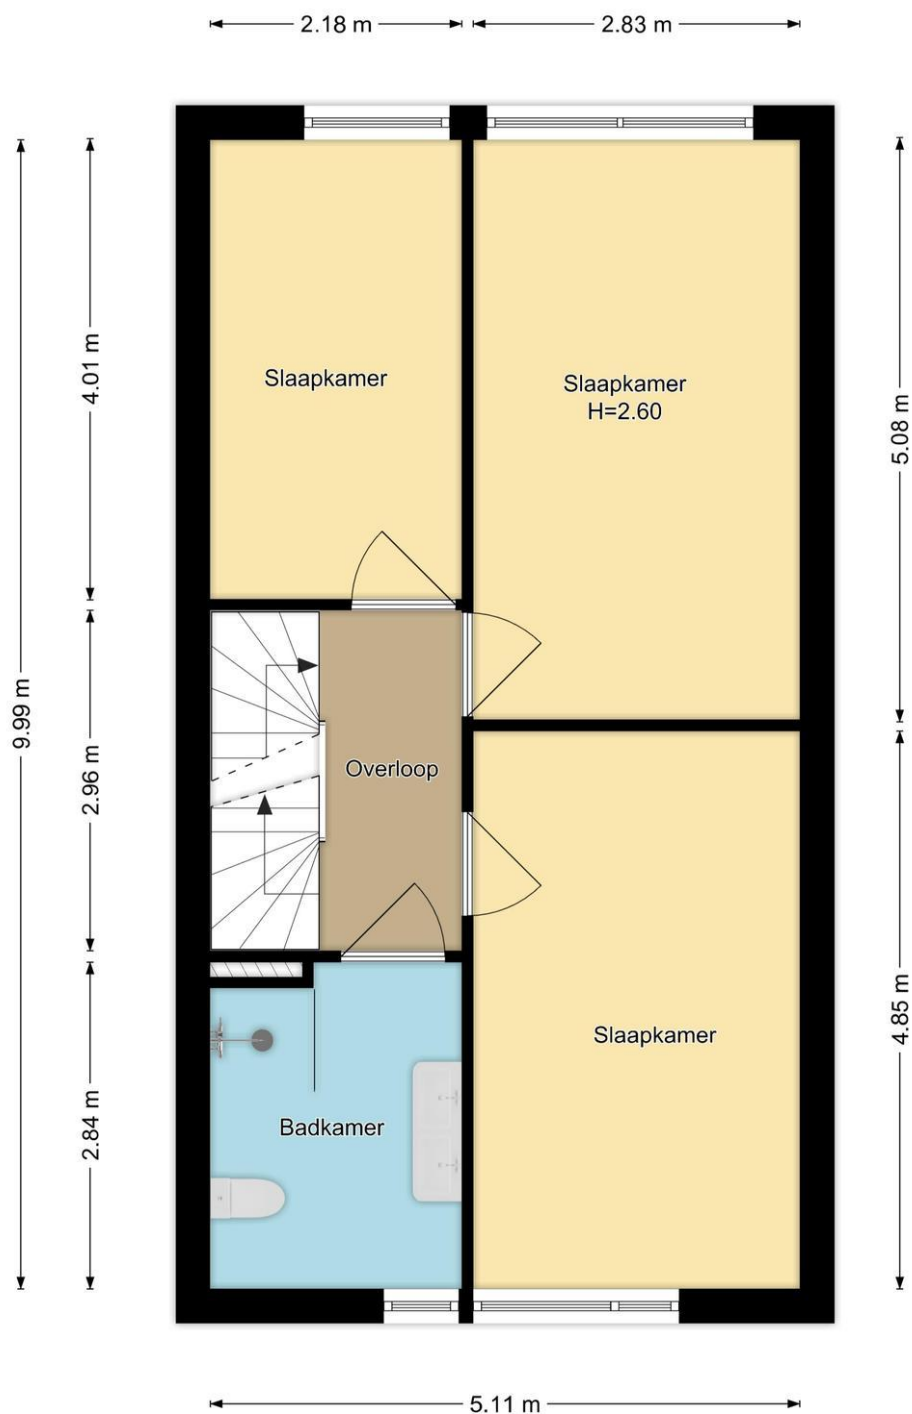 2.18 m
2.83 m
4.01 m
5.08 m
9.99 m
Slaapkamer
Slaapkamer
H=2.60
2.96 m
Overloop
4.85 m
Slaapkamer
2.84 m
Badkamer
5.11 m